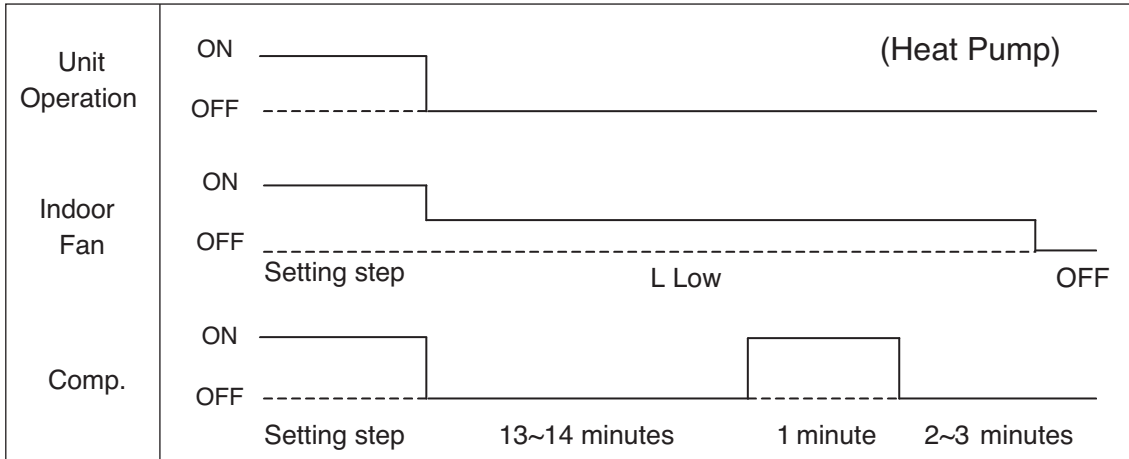 (Heat Pump)
Unit
Operation
ON
OFF
Indoor
Fan
ON
OFF
Setting step L Low OFF
Comp.
ON
OFF
Setting step 13~14 minutes 1 minute 2~3 minutes